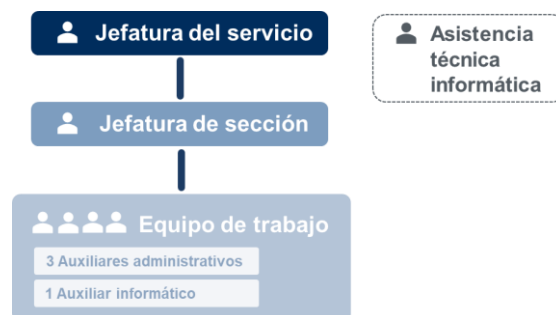 Jefatura del servicio
Asistencia
técnica
informática
Jefatura de sección
Equipo de trabajo
3 Auxiliares administrativos
1 Auxiliar informático